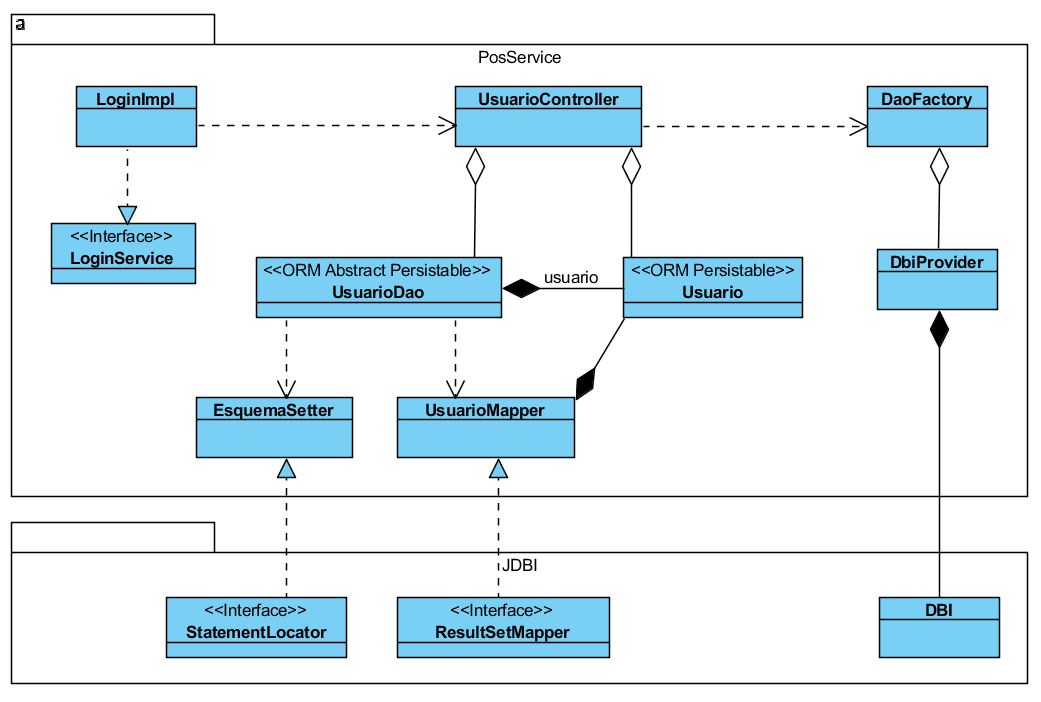 a
PosService
LoginImpl
UsuarioController
DaoFactory
<<Interface>>
LoginService
<<ORM Abstract Persistable>>
UsuarioDao
usuario
<<ORM Persistable>>
Usuario
DbiProvider
EsquemaSetter
UsuarioMapper
JDBI
<<Interface>>
StatementLocator
<<Interface>>
ResultSetMapper
DBI